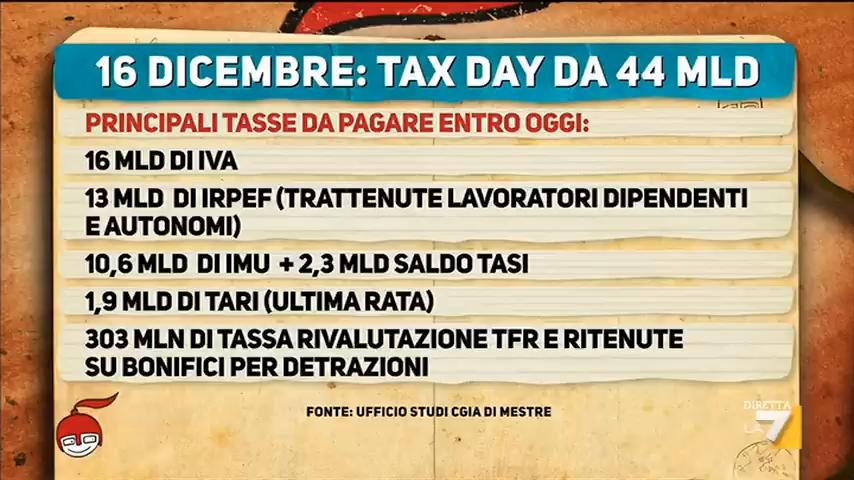 16 DICEMBRE: TAX DAY DA 44 MLD
PRINCIPALI TASSE DA PAGARE ENTRO OGGI:
16 MLD DI IVA
13 MLD DI IRPEF (TRATTENUTE LAVORATORI DIPENDENTI
E AUTONOMI)
10,6 MLD DI IMU + 2,3 MLD SALDO TASI
1,9 MLD DI TARI (ULTIMA RATA)
303 MLN DI TASSA RIVALUTAZIONE TFR E RITENUTE
SU BONIFICI PER DETRAZIONI
FONTE: UFFICIO STUDI CGIA DI MESTRE
DIRETTA
LA7